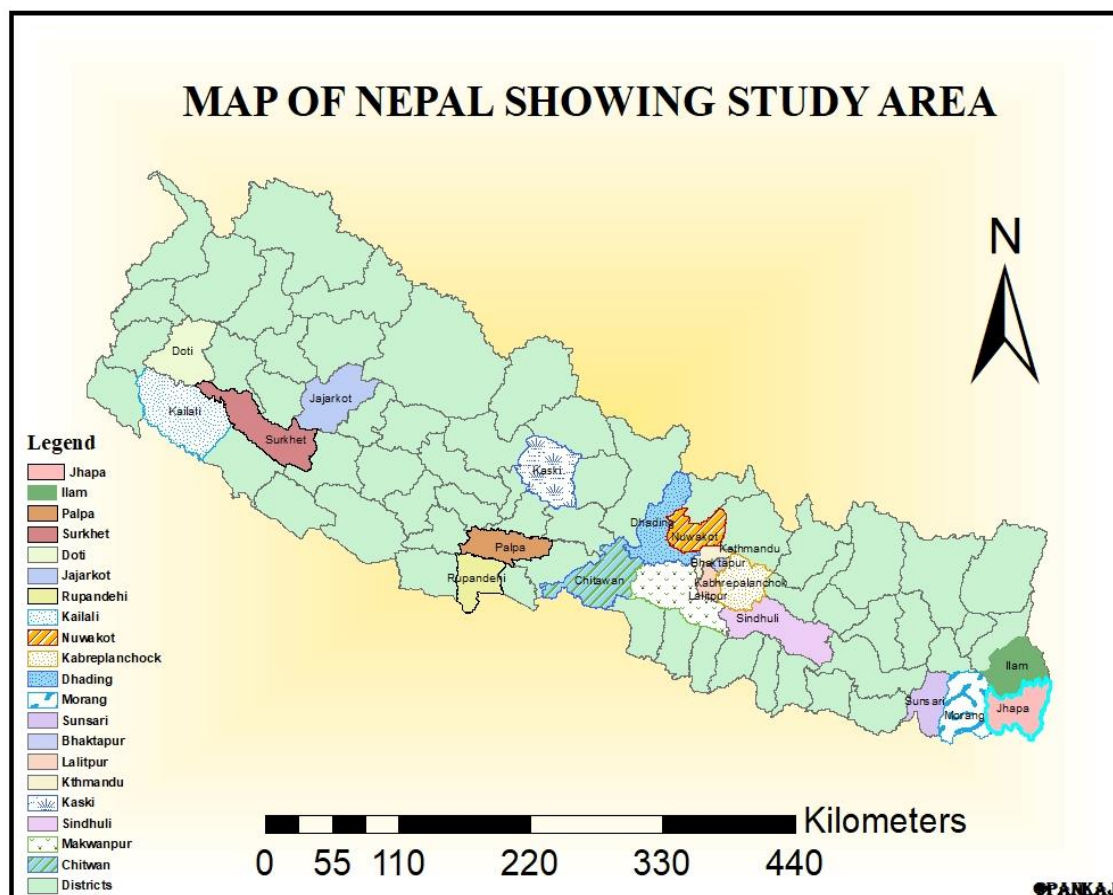 MAP OF NEPAL SHOWING STUDY AREA
N
Doti
Kailati
Jajarkot
Surkhet
Kaski
Dhading
Nuwakot
Palpa
Kathmandu
Bhaktapur
Rupandehi
Chitawan
Kabhrepalanchok
Lalitpur
Sindhuli
Ilam
Sunsari
Jhapa
Morang
Legend
Jhapa
Ilam
Palpa
Surkhet
Doti
Jajarkot
Rupandehi
Kailali
Nuwakot
Kabreplanchock
Dhading
Morang
Sunsari
Bhaktapur
Lalitpur
Kthmandu
Kaski
Sindhuli
Makwanpur
Chitwan
Districts
Kilometers
0 55 110 220 330 440
©PANKAJ